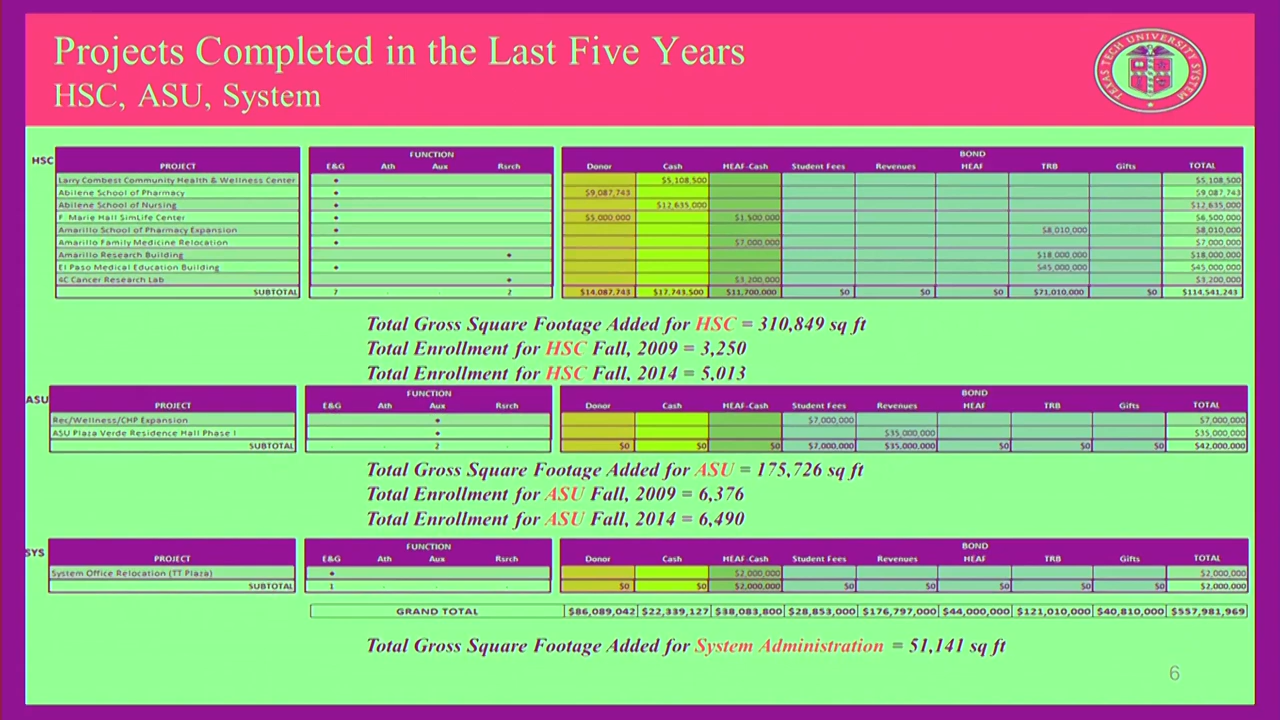 Projects Completed in the Last Five Years
HSC, ASU, System
TEXAS TECH UNIVERSITY SYSTEM
HSC
FUNCTION BOND
PROJECT E&G Ath Aux Rsrch Donor Cash HEAF-Cash Student Fees Revenues HEAF TRB Gifts TOTAL
Larry Combest Community Health & Wellness Center • $5,108,500 $5,108,500
Abilene School of Pharmacy • $9,087,743 $9,087,743
Abilene School of Nursing • $12,635,000 $12,635,000
F. Marie Hall SimLife Center • $5,000,000 $1,500,000 $6,500,000
Amarillo School of Pharmacy Expansion • $8,010,000 $8,010,000
Amarillo Family Medicine Relocation • $7,000,000 $7,000,000
Amarillo Research Building • $18,000,000 $18,000,000
El Paso Medical Education Building • $45,000,000 $45,000,000
4C Cancer Research Lab • $3,200,000 $3,200,000
SUBTOTAL 7 . . 2 $14,087,743 $17,743,500 $11,700,000 $0 $0 $0 $71,010,000 $0 $114,541,243
Total Gross Square Footage Added for HSC = 310,849 sq ft
Total Enrollment for HSC Fall, 2009 = 3,250
Total Enrollment for HSC Fall, 2014 = 5,013
ASU
FUNCTION BOND
PROJECT E&G Ath Aux Rsrch Donor Cash HEAF-Cash Student Fees Revenues HEAF TRB Gifts TOTAL
Rec/Wellness/CHP Expansion • $7,000,000 $7,000,000
ASU Plaza Verde Residence Hall Phase I • $35,000,000 $35,000,000
SUBTOTAL . . 2 . $0 $0 $0 $7,000,000 $35,000,000 $0 $0 $0 $42,000,000
Total Gross Square Footage Added for ASU = 175,726 sq ft
Total Enrollment for ASU Fall, 2009 = 6,376
Total Enrollment for ASU Fall, 2014 = 6,490
SYS
FUNCTION BOND
PROJECT E&G Ath Aux Rsrch Donor Cash HEAF-Cash Student Fees Revenues HEAF TRB Gifts TOTAL
System Office Relocation (TT Plaza) • $2,000,000 $2,000,000
SUBTOTAL 1 . . . $0 $0 $2,000,000 $0 $0 $0 $0 $0 $2,000,000
GRAND TOTAL $86,089,042 $22,339,127 $38,083,800 $28,853,000 $176,797,000 $44,000,000 $121,010,000 $40,810,000 $557,981,969
Total Gross Square Footage Added for System Administration = 51,141 sq ft
6